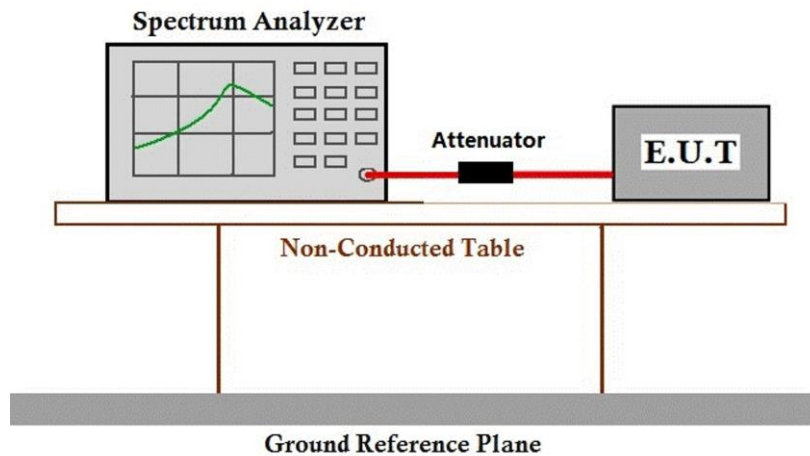 Spectrum Analyzer
Attenuator
E.U.T
Non-Conducted Table
Ground Reference Plane